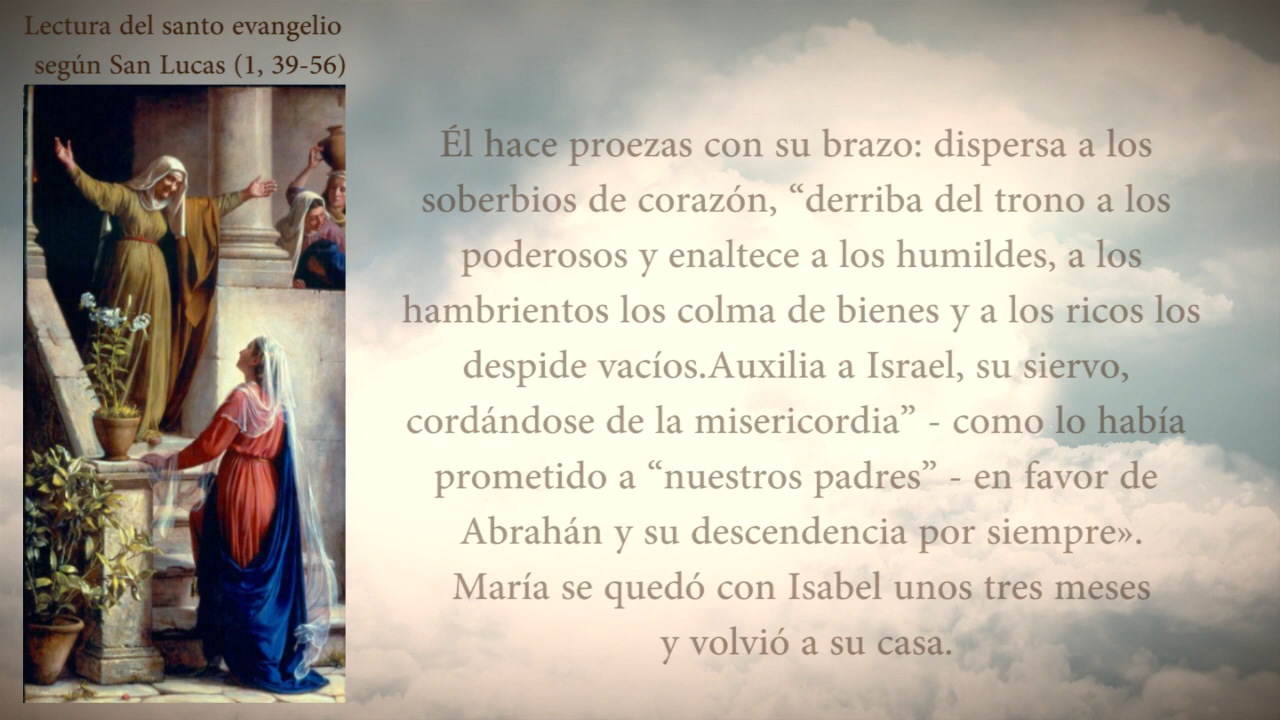 Lectura del santo evangelio
según San Lucas (1, 39-56)
Él hace proezas con su brazo: dispersa a los
soberbios de corazón, “derriba del trono a los
poderosos y enaltece a los humildes, a los
hambrientos los colma de bienes y a los ricos los
despide vacíos.Auxilia a Israel, su siervo,
cordándose de la misericordia” - como lo había
prometido a “nuestros padres” - en favor de
Abrahán y su descendencia por siempre».
María se quedó con Isabel unos tres meses
y volvió a su casa.